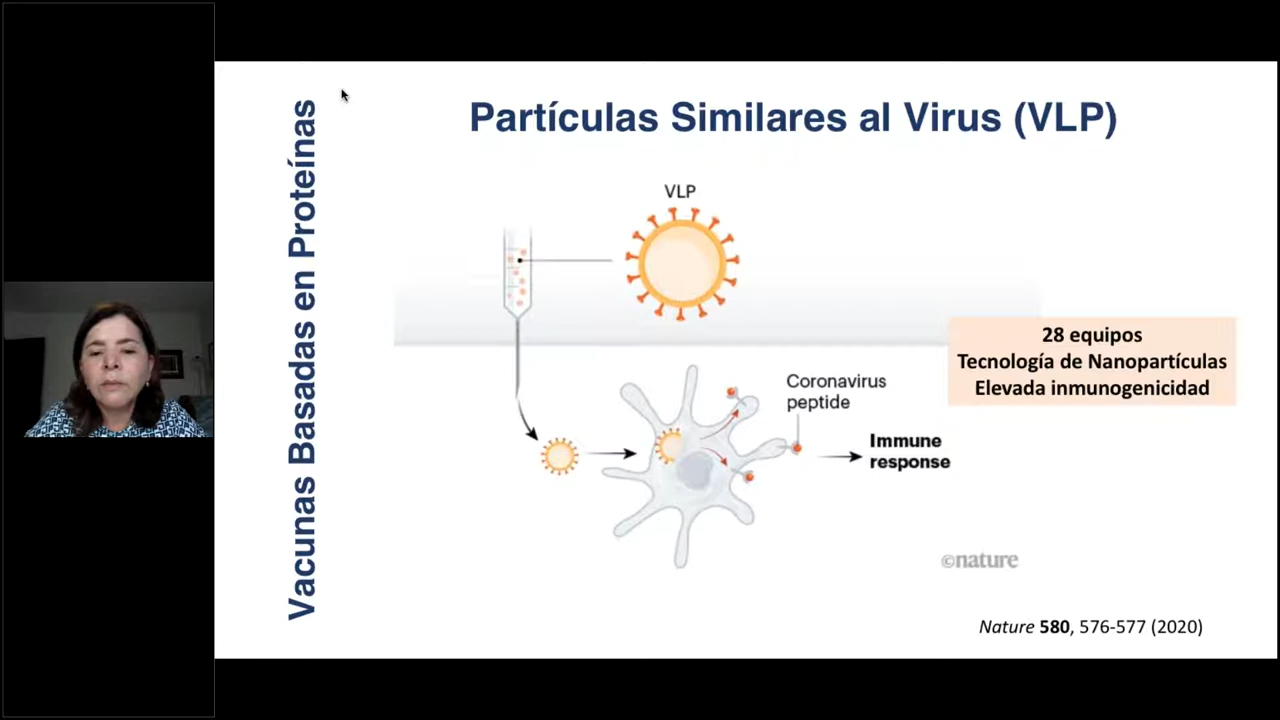 Vacunas Basadas en Proteínas
Partículas Similares al Virus (VLP)
VLP
28 equipos
Tecnología de Nanopartículas
Elevada inmunogenicidad
Coronavirus
peptide
Immune
response
©nature
Nature 580, 576-577 (2020)